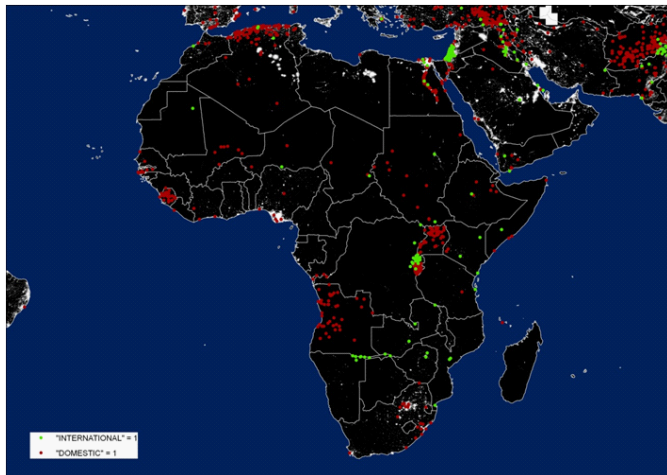 "INTERNATIONAL" = 1
"DOMESTIC" = 1